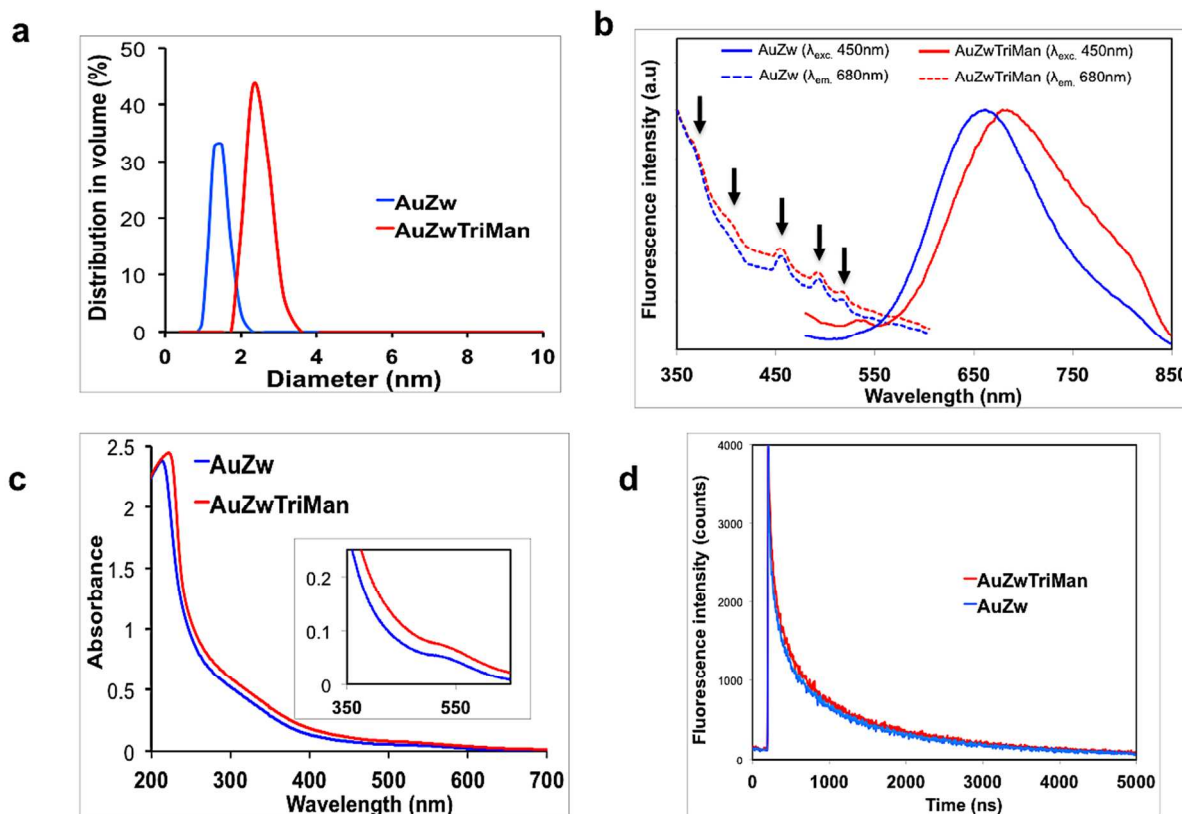 a
Distribution in volume (%)
50
40
30
20
10
0
0 2 4 6 8 10
Diameter (nm)
AuZw
AuZwTriMan
b
Fluorescence intensity (a.u)
AuZw (λexc. 450nm) AuZwTriMan (λexc. 450nm)
AuZw (λem. 680nm) AuZwTriMan (λem. 680nm)
350 450 550 650 750 850
Wavelength (nm)
c
Absorbance
2.5
2
1.5
1
0.5
0
AuZw
AuZwTriMan
0.2
0.1
0
350 550
200 300 400 500 600 700
Wavelength (nm)
d
Fluorescence intensity (counts)
4000
3000
2000
1000
0
AuZwTriMan
AuZw
0 1000 2000 3000 4000 5000
Time (ns)